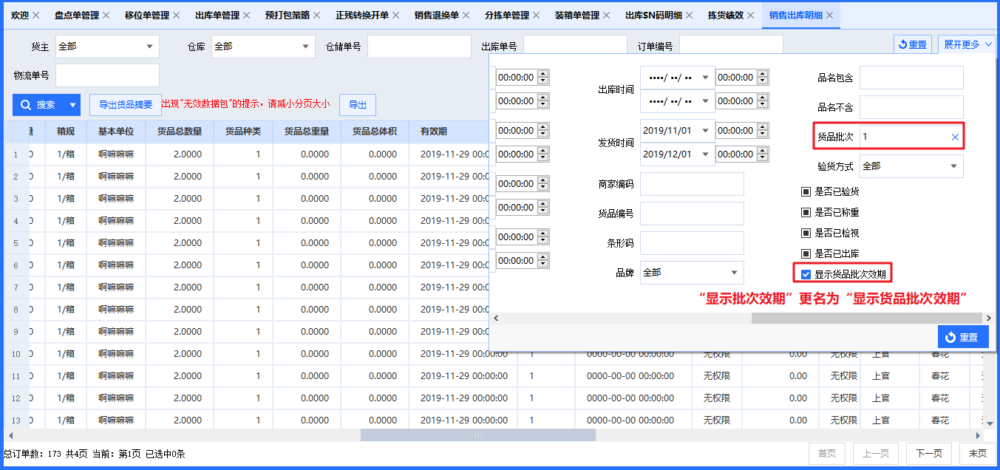 欢迎 盘点单管理 移位单管理 出库单管理 预打包策略 正残转换开单 销售退换单 分拣单管理 装箱单管理 出库SN码明细 拣货绩效 销售出库明细
货主 全部 仓库 全部 仓储单号 出库单号 订单编号 重置 展开更多
物流单号
搜索 导出货品摘要 出现"无效数据包"的提示，请减小分页大小 导出
00:00:00 出库时间 ••••/ ••/ •• 00:00:00 品名包含
00:00:00 ••••/ ••/ •• 00:00:00 品名不含
00:00:00 发货时间 2019/11/01 00:00:00 货品批次 1
00:00:00 2019/12/01 00:00:00 验货方式 全部
00:00:00 商家编码 是否已验货
00:00:00 货品编号 是否已称重
00:00:00 条形码 是否已检视
00:00:00 品牌 全部 是否已出库
显示货品批次效期
“显示批次效期”更名为“显示货品批次效期”
重置
量 箱规 基本单位 货品总数量 货品种类 货品总重量 货品总体积 有效期
1 0 1/箱 啊嘛嘛嘛 2.0000 1 0.0000 0.0000 2019-11-29 00:0
2 0 1/箱 啊嘛嘛嘛 2.0000 1 0.0000 0.0000 2019-11-29 00:0
3 0 1/箱 啊嘛嘛嘛 2.0000 1 0.0000 0.0000 2019-11-29 00:0
4 0 1/箱 啊嘛嘛嘛 2.0000 1 0.0000 0.0000 2019-11-29 00:0
5 0 1/箱 啊嘛嘛嘛 2.0000 1 0.0000 0.0000 2019-11-29 00:0
6 0 1/箱 啊嘛嘛嘛 2.0000 1 0.0000 0.0000 2019-11-29 00:0
7 0 1/箱 啊嘛嘛嘛 2.0000 1 0.0000 0.0000 2019-11-29 00:0
8 0 1/箱 啊嘛嘛嘛 2.0000 1 0.0000 0.0000 2019-11-29 00:0
9 0 1/箱 啊嘛嘛嘛 2.0000 1 0.0000 0.0000 2019-11-29 00:0
10 0 1/箱 啊嘛嘛嘛 2.0000 1 0.0000 0.0000 2019-11-29 00:00:00 1 0000-00-00 00:00:00 无权限 0.00 无权限 上官 春花
11 0 1/箱 啊嘛嘛嘛 2.0000 1 0.0000 0.0000 2019-11-29 00:00:00 1 0000-00-00 00:00:00 无权限 0.00 无权限 上官 春花
12 0 1/箱 啊嘛嘛嘛 2.0000 1 0.0000 0.0000 2019-11-29 00:00:00 1 0000-00-00 00:00:00 无权限 0.00 无权限 上官 春花
13 0 1/箱 啊嘛嘛嘛 2.0000 1 0.0000 0.0000 2019-11-29 00:00:00 1 0000-00-00 00:00:00 无权限 0.00 无权限 上官 春花
总订单数：173 共4页 当前：第1页 已选中0条 首页 上一页 下一页 末页